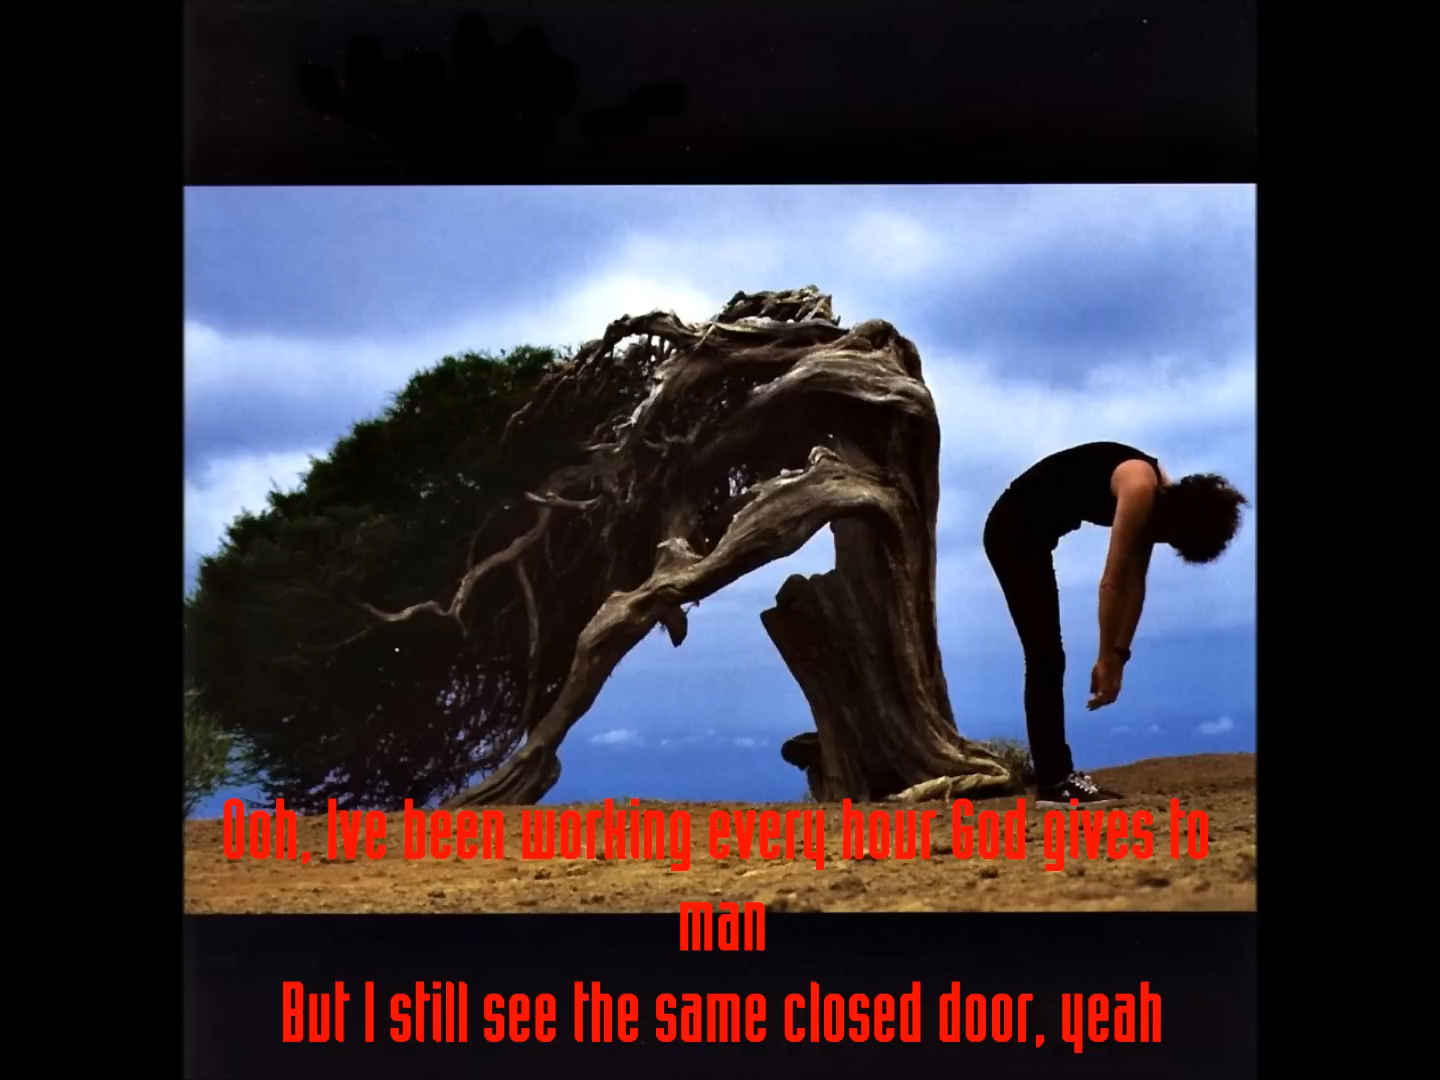 Ooh, Ive been working every hour God gives to
man
But I still see the same closed door, yeah